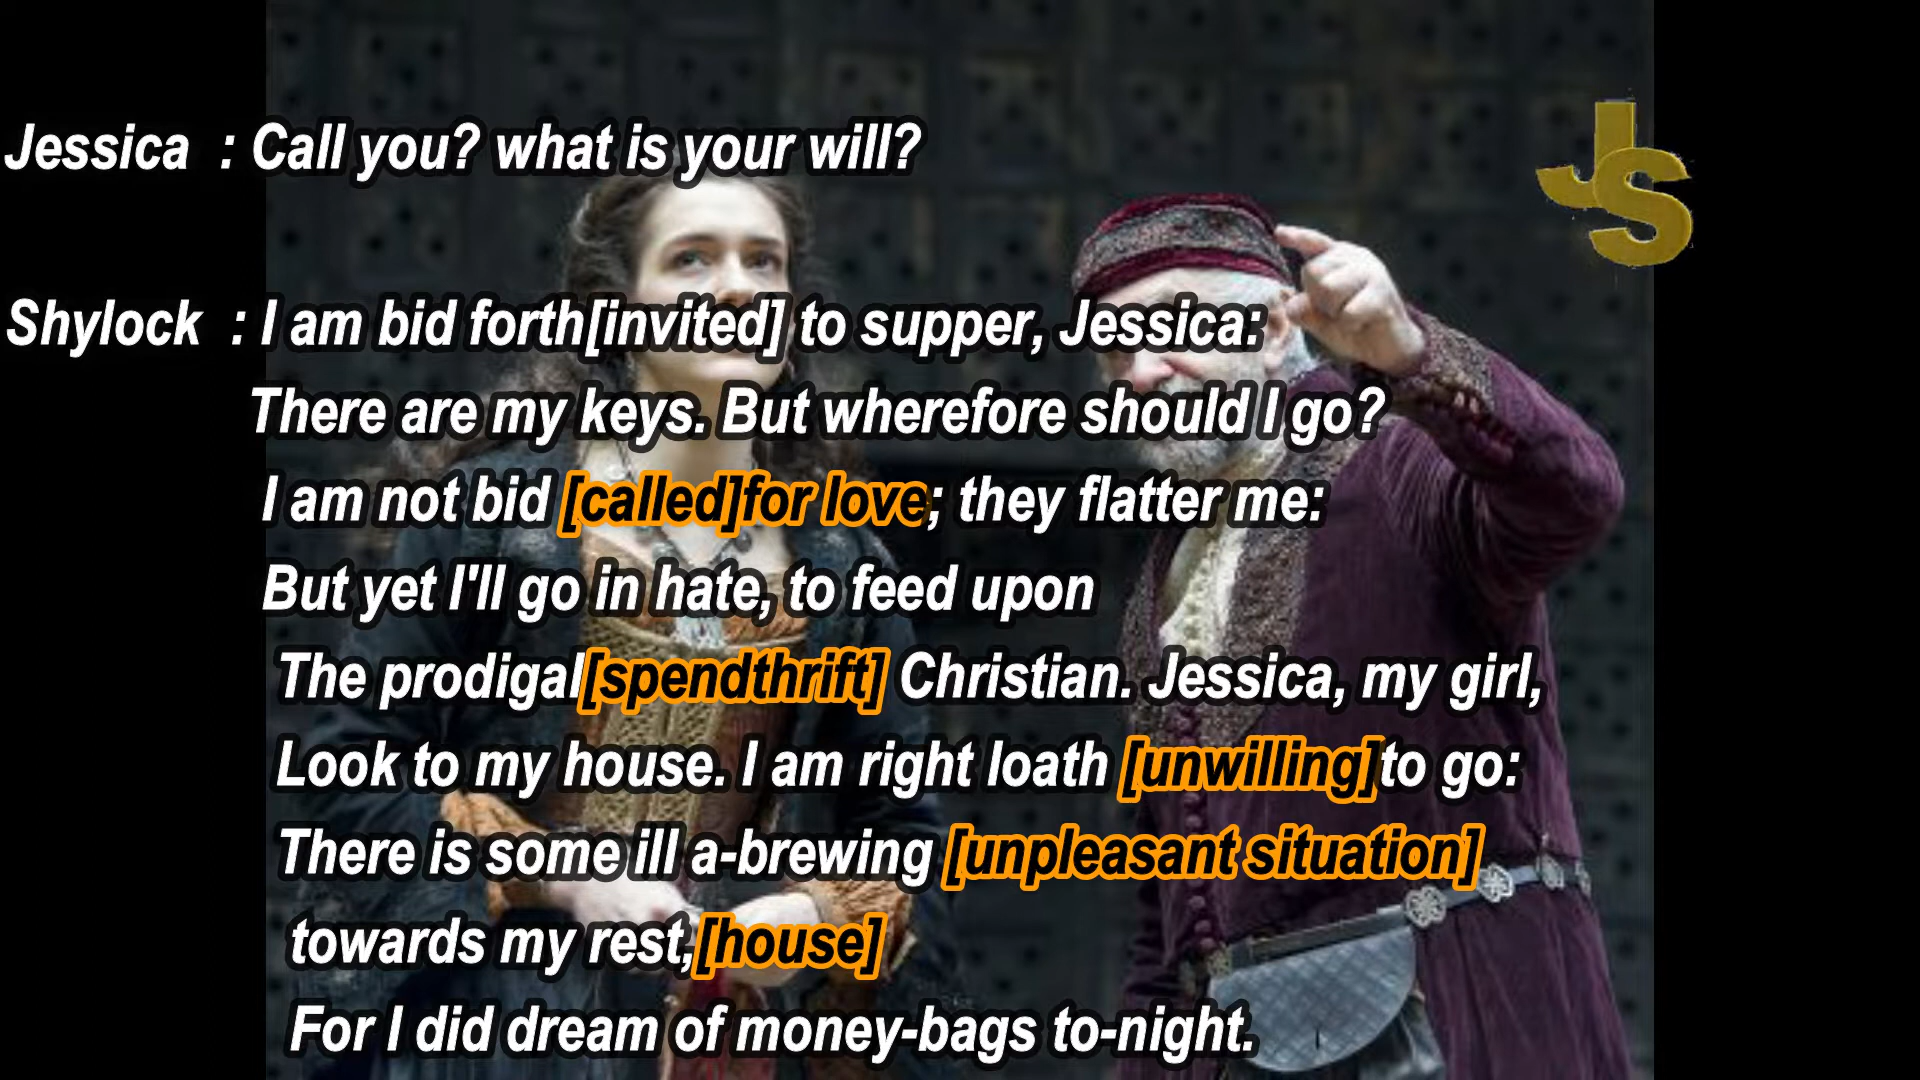 Jessica : Call you? what is your will?
JS
Shylock : I am bid forth[invited] to supper, Jessica:
There are my keys. But wherefore should I go?
I am not bid [called]for love; they flatter me:
But yet I'll go in hate, to feed upon
The prodigal[spendthrift] Christian. Jessica, my girl,
Look to my house. I am right loath [unwilling]to go:
There is some ill a-brewing [unpleasant situation]
towards my rest,[house]
For I did dream of money-bags to-night.